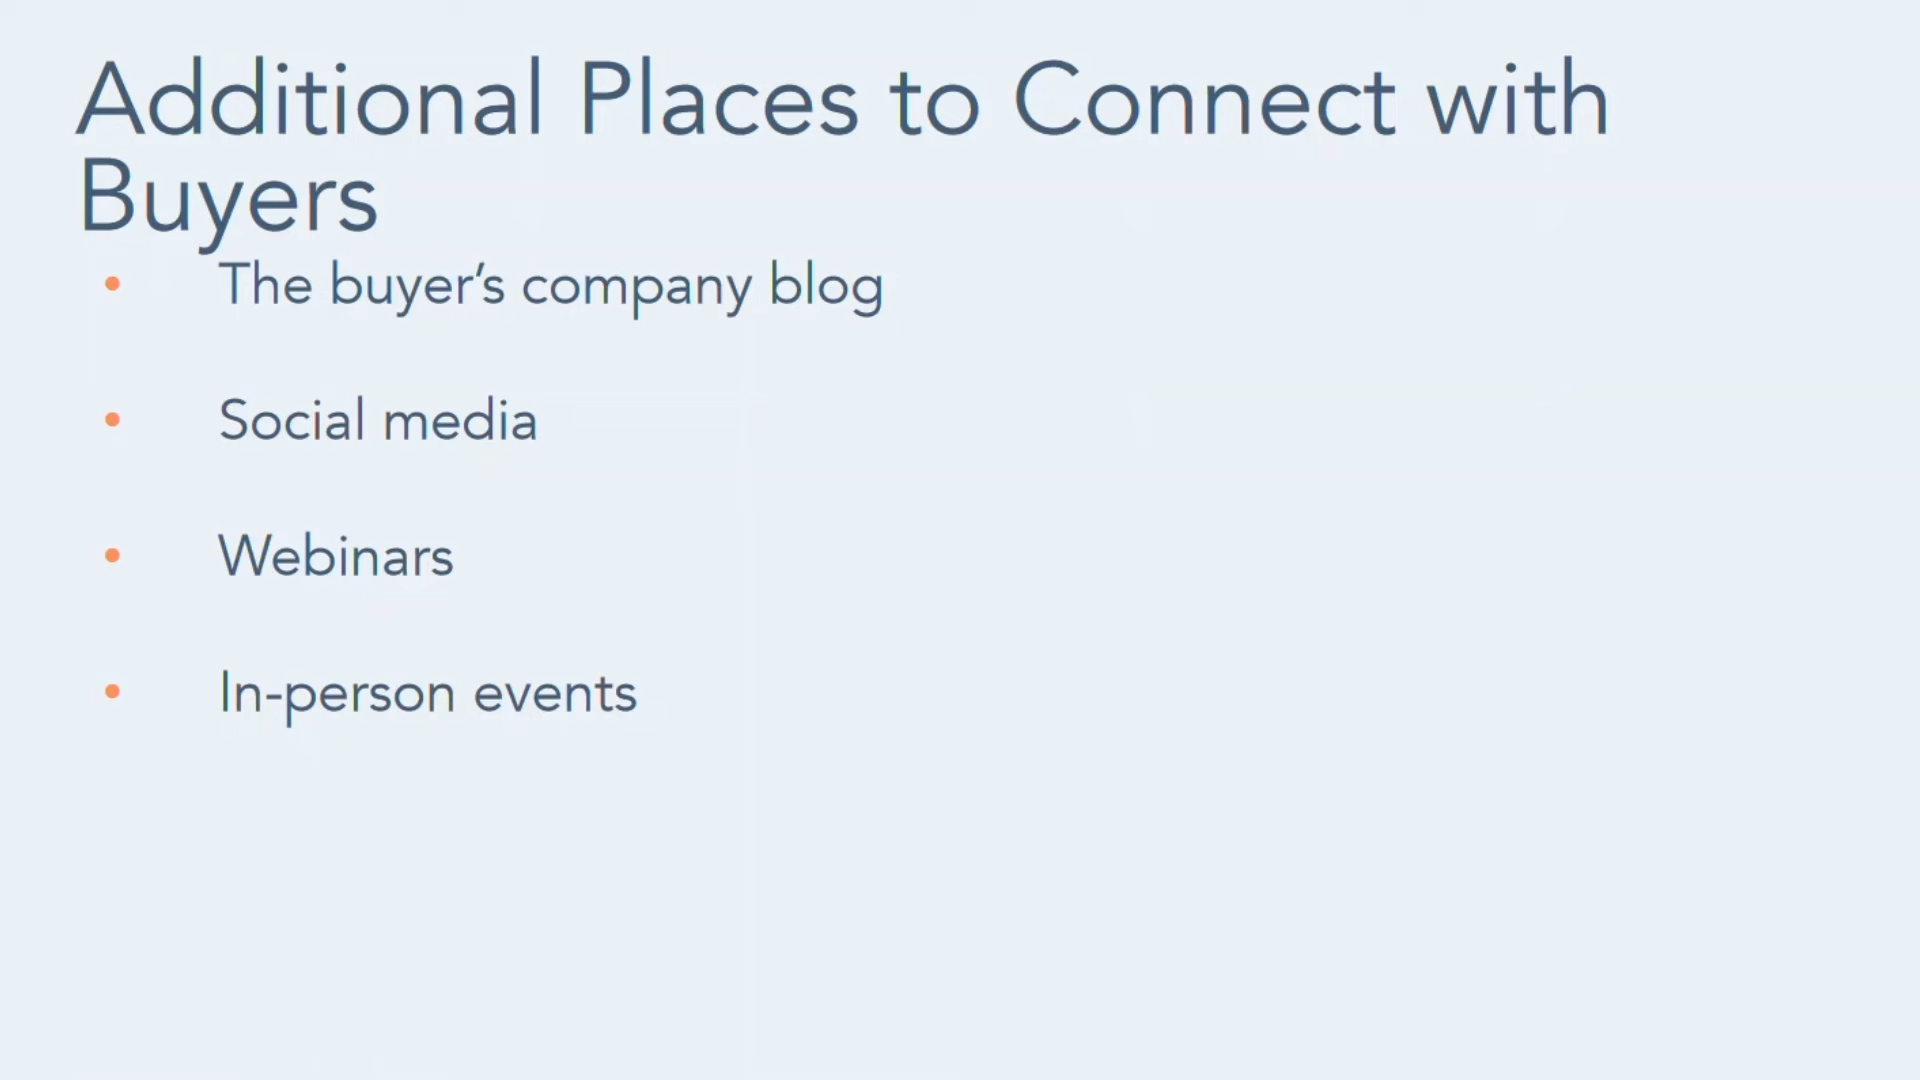 Additional Places to Connect with
Buyers
• The buyer’s company blog
• Social media
• Webinars
• In-person events